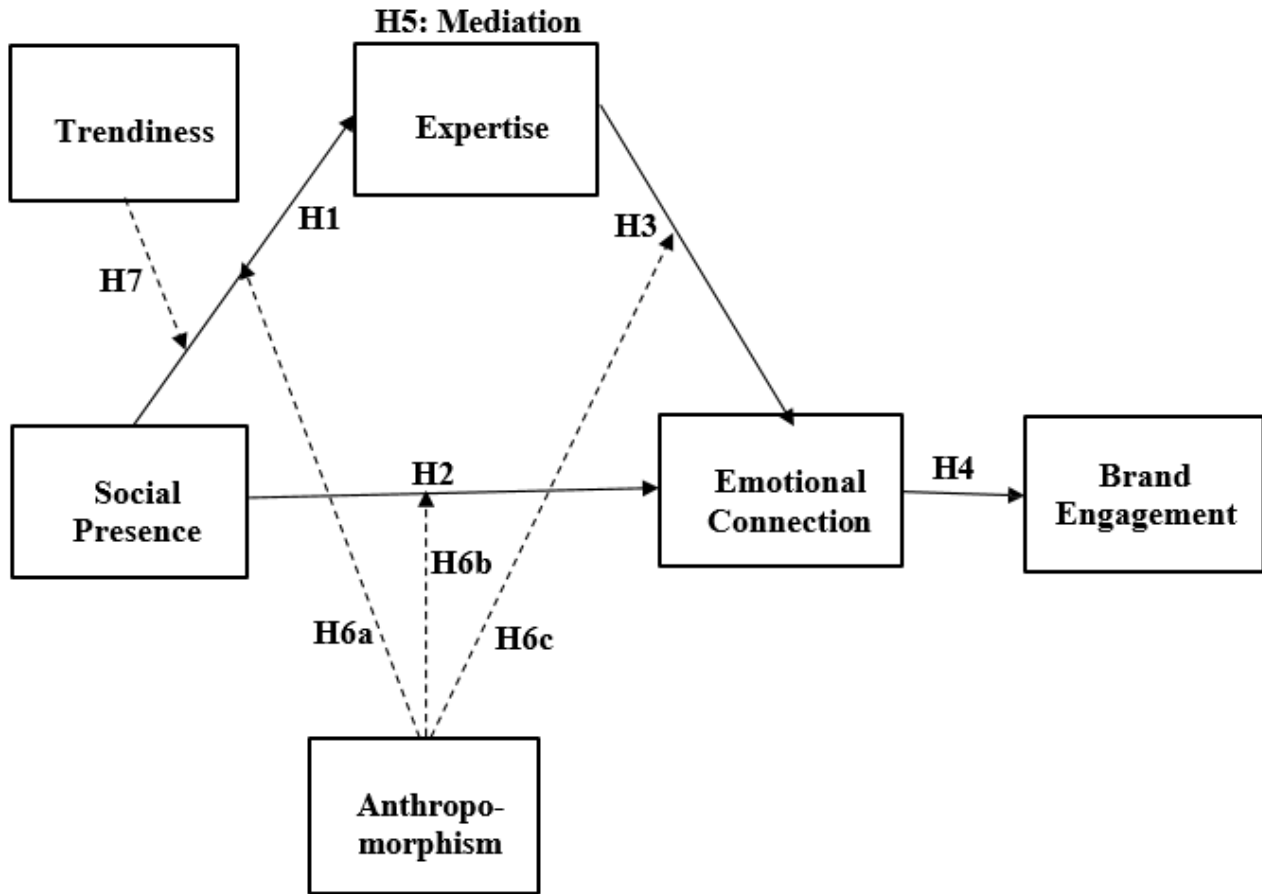 H5: Mediation
Trendiness
Expertise
H1
H3
H7
H2
H4
Social
Presence
Emotional
Connection
Brand
Engagement
H6b
H6a
H6c
Anthropo-
morphism